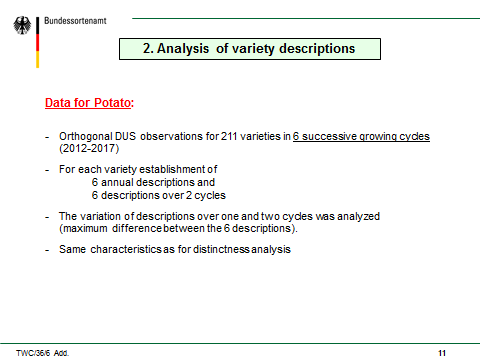 Bundessortenamt
2. Analysis of variety descriptions
Data for Potato:
- Orthogonal DUS observations for 211 varieties in 6 successive growing cycles
(2012-2017)
- For each variety establishment of
6 annual descriptions and
6 descriptions over 2 cycles
- The variation of descriptions over one and two cycles was analyzed
(maximum difference between the 6 descriptions).
- Same characteristics as for distinctness analysis
TWC/36/6 Add.
11